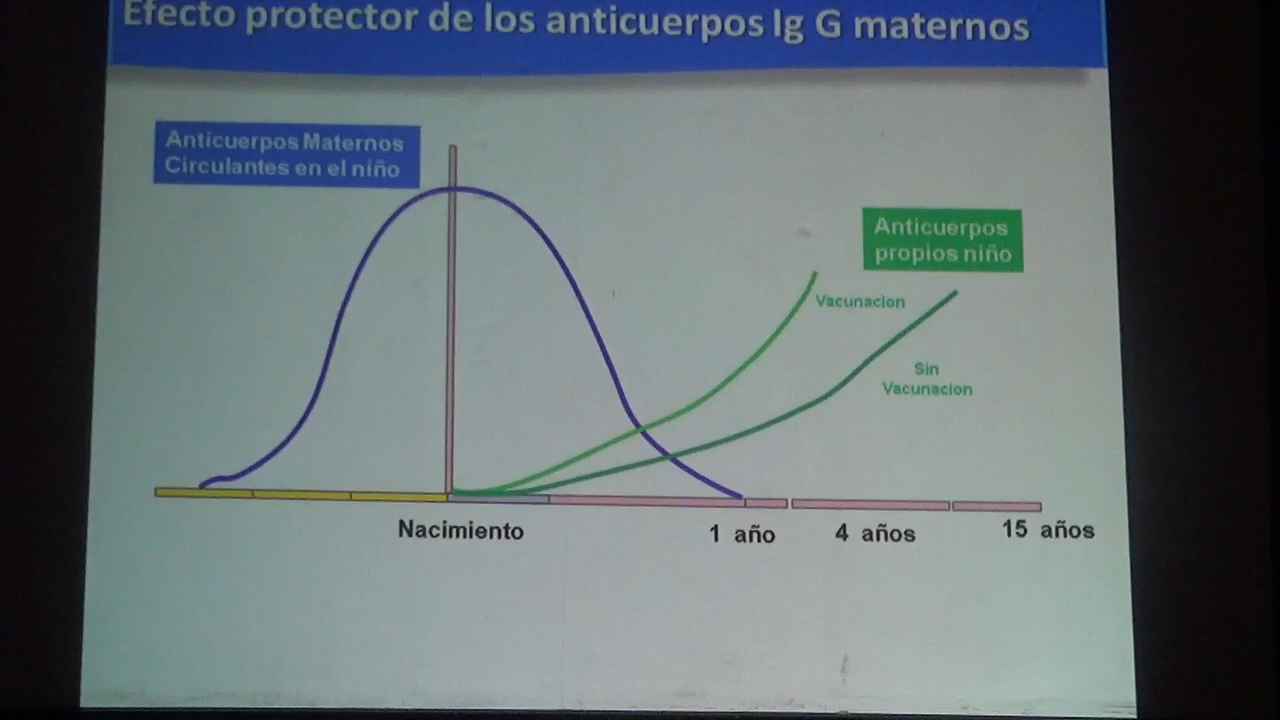 Efecto protector de los anticuerpos Ig G maternos
Anticuerpos Maternos
Circulantes en el niño
Anticuerpos
propios niño
Vacunacion
Sin
Vacunacion
Nacimiento
1 año
4 años
15 años